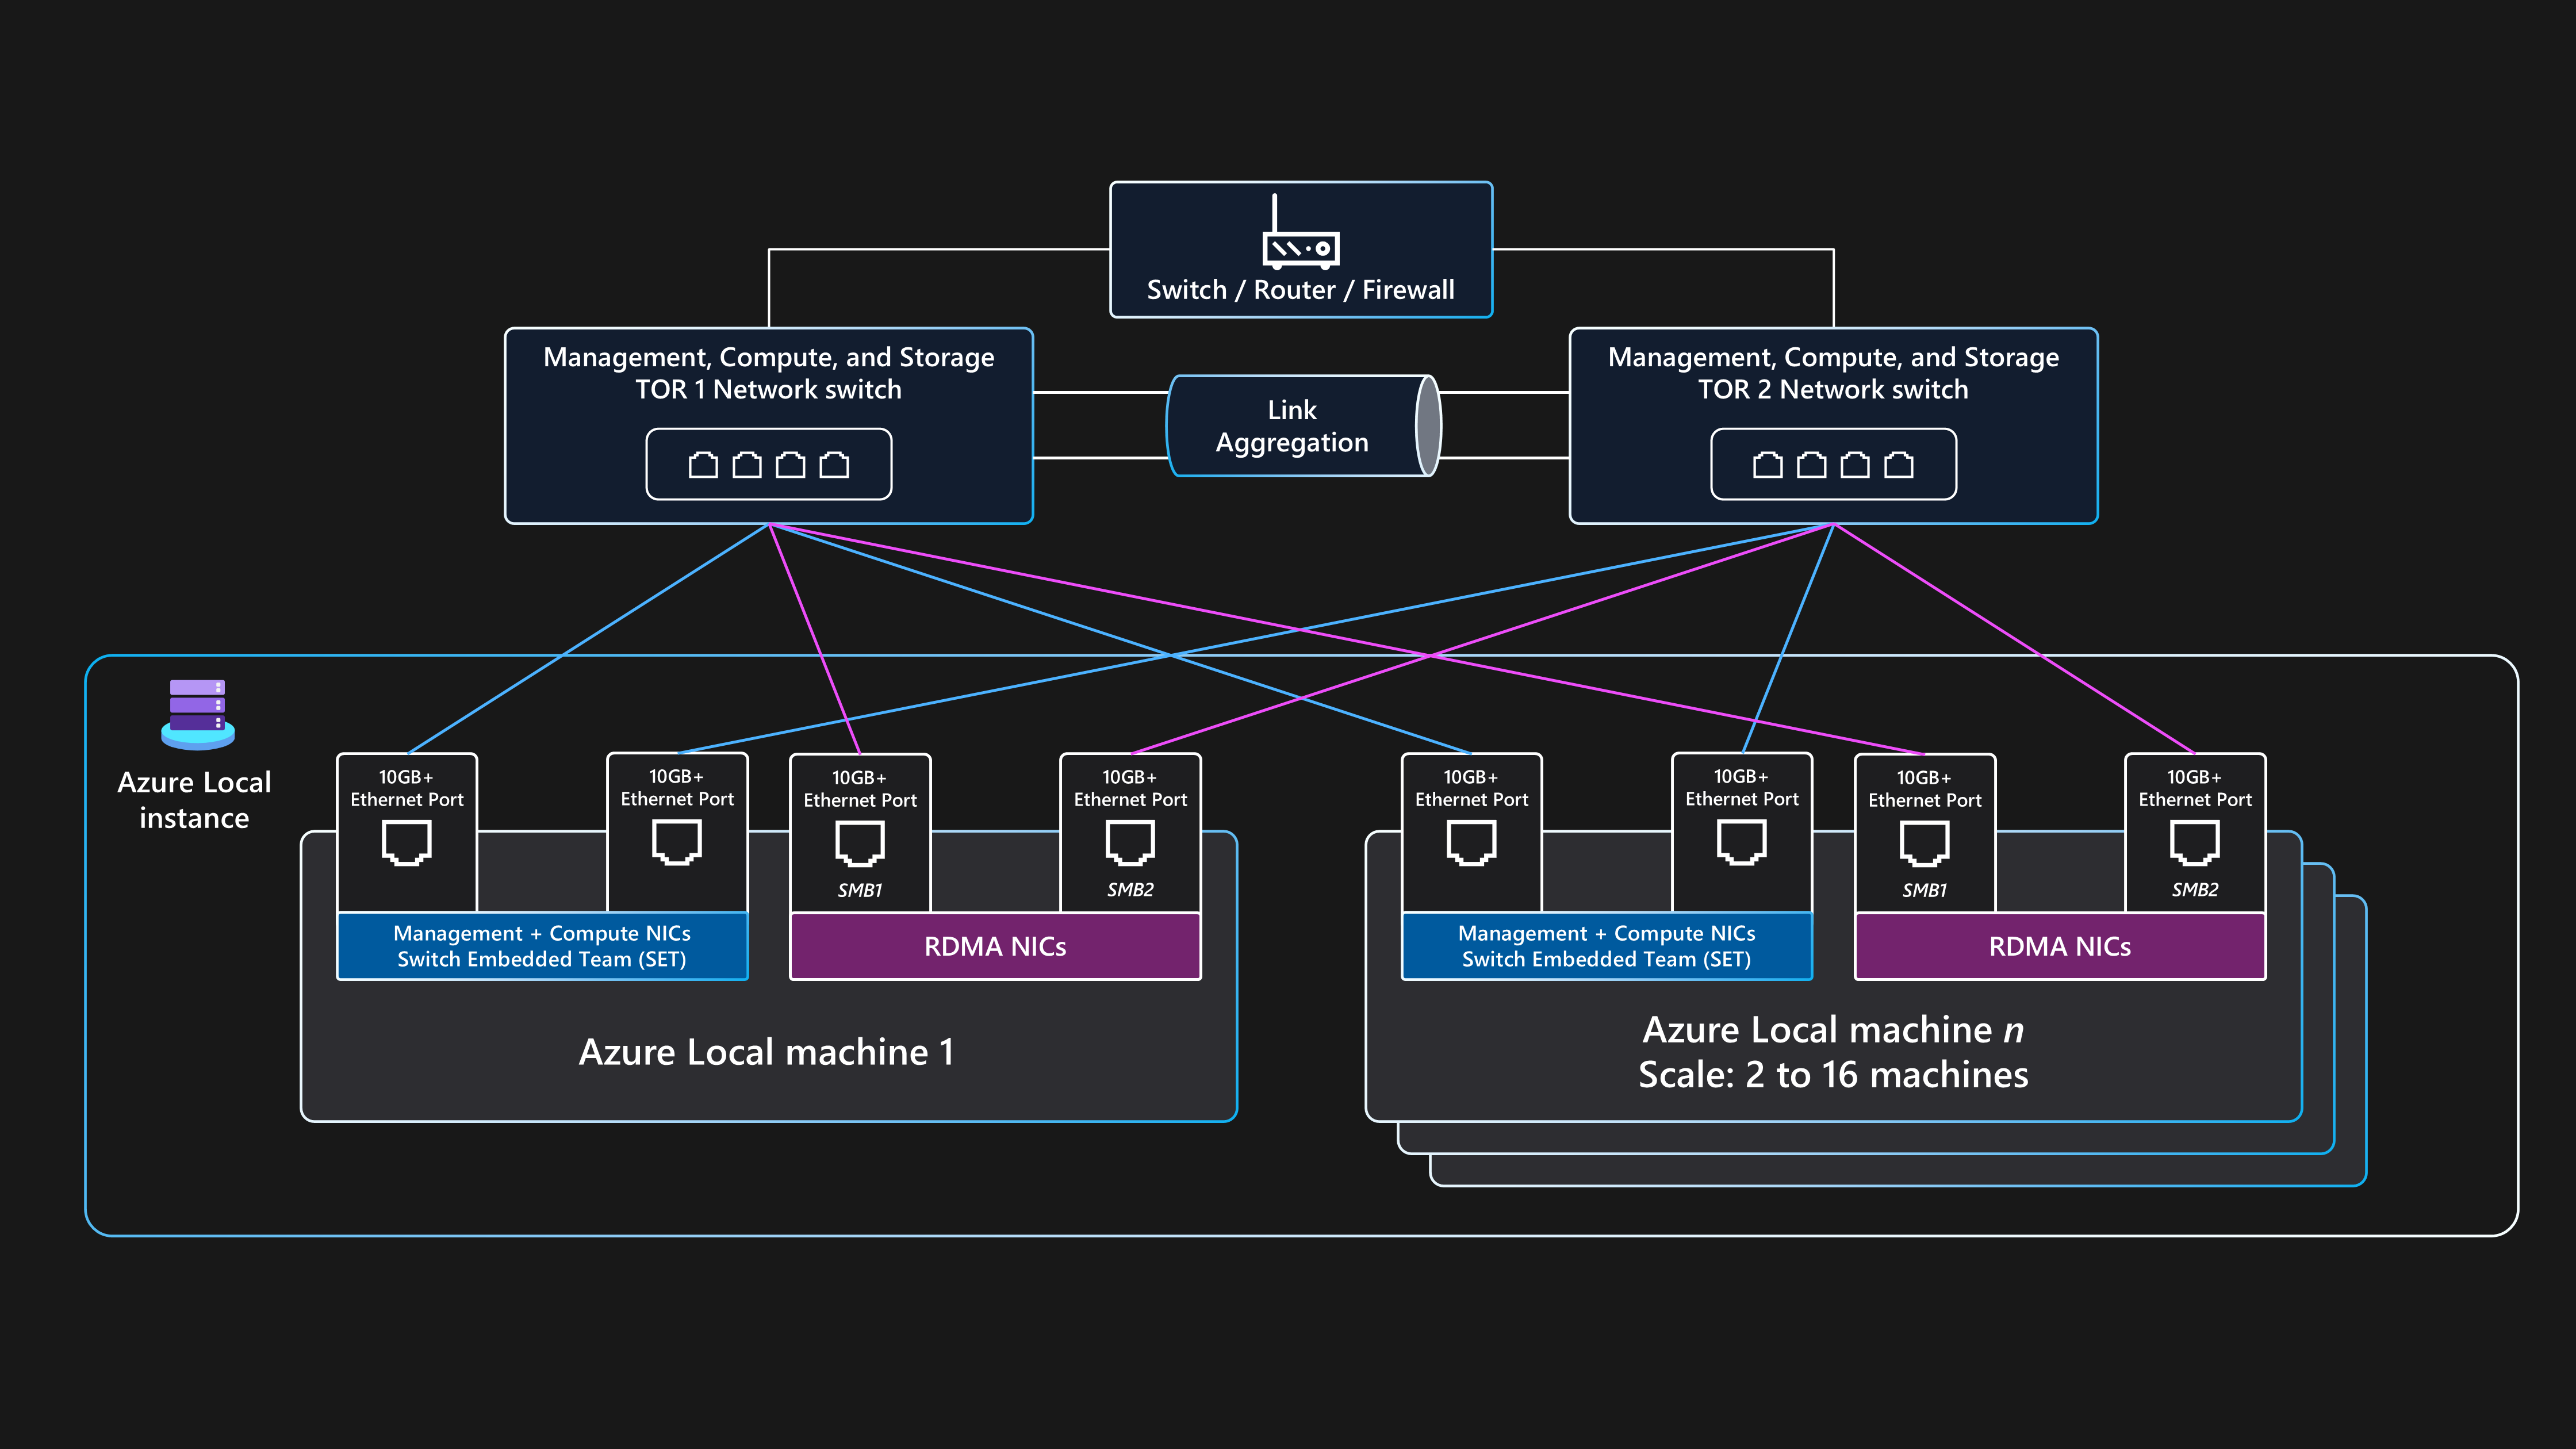 Switch / Router / Firewall
Management, Compute, and Storage
TOR 1 Network switch
Link
Aggregation
Management, Compute, and Storage
TOR 2 Network switch
Azure Local
instance
10GB+
Ethernet Port
10GB+
Ethernet Port
10GB+
Ethernet Port
SMB1
10GB+
Ethernet Port
SMB2
Management + Compute NICs
Switch Embedded Team (SET)
RDMA NICs
Azure Local machine 1
10GB+
Ethernet Port
10GB+
Ethernet Port
10GB+
Ethernet Port
SMB1
10GB+
Ethernet Port
SMB2
Management + Compute NICs
Switch Embedded Team (SET)
RDMA NICs
Azure Local machine n
Scale: 2 to 16 machines